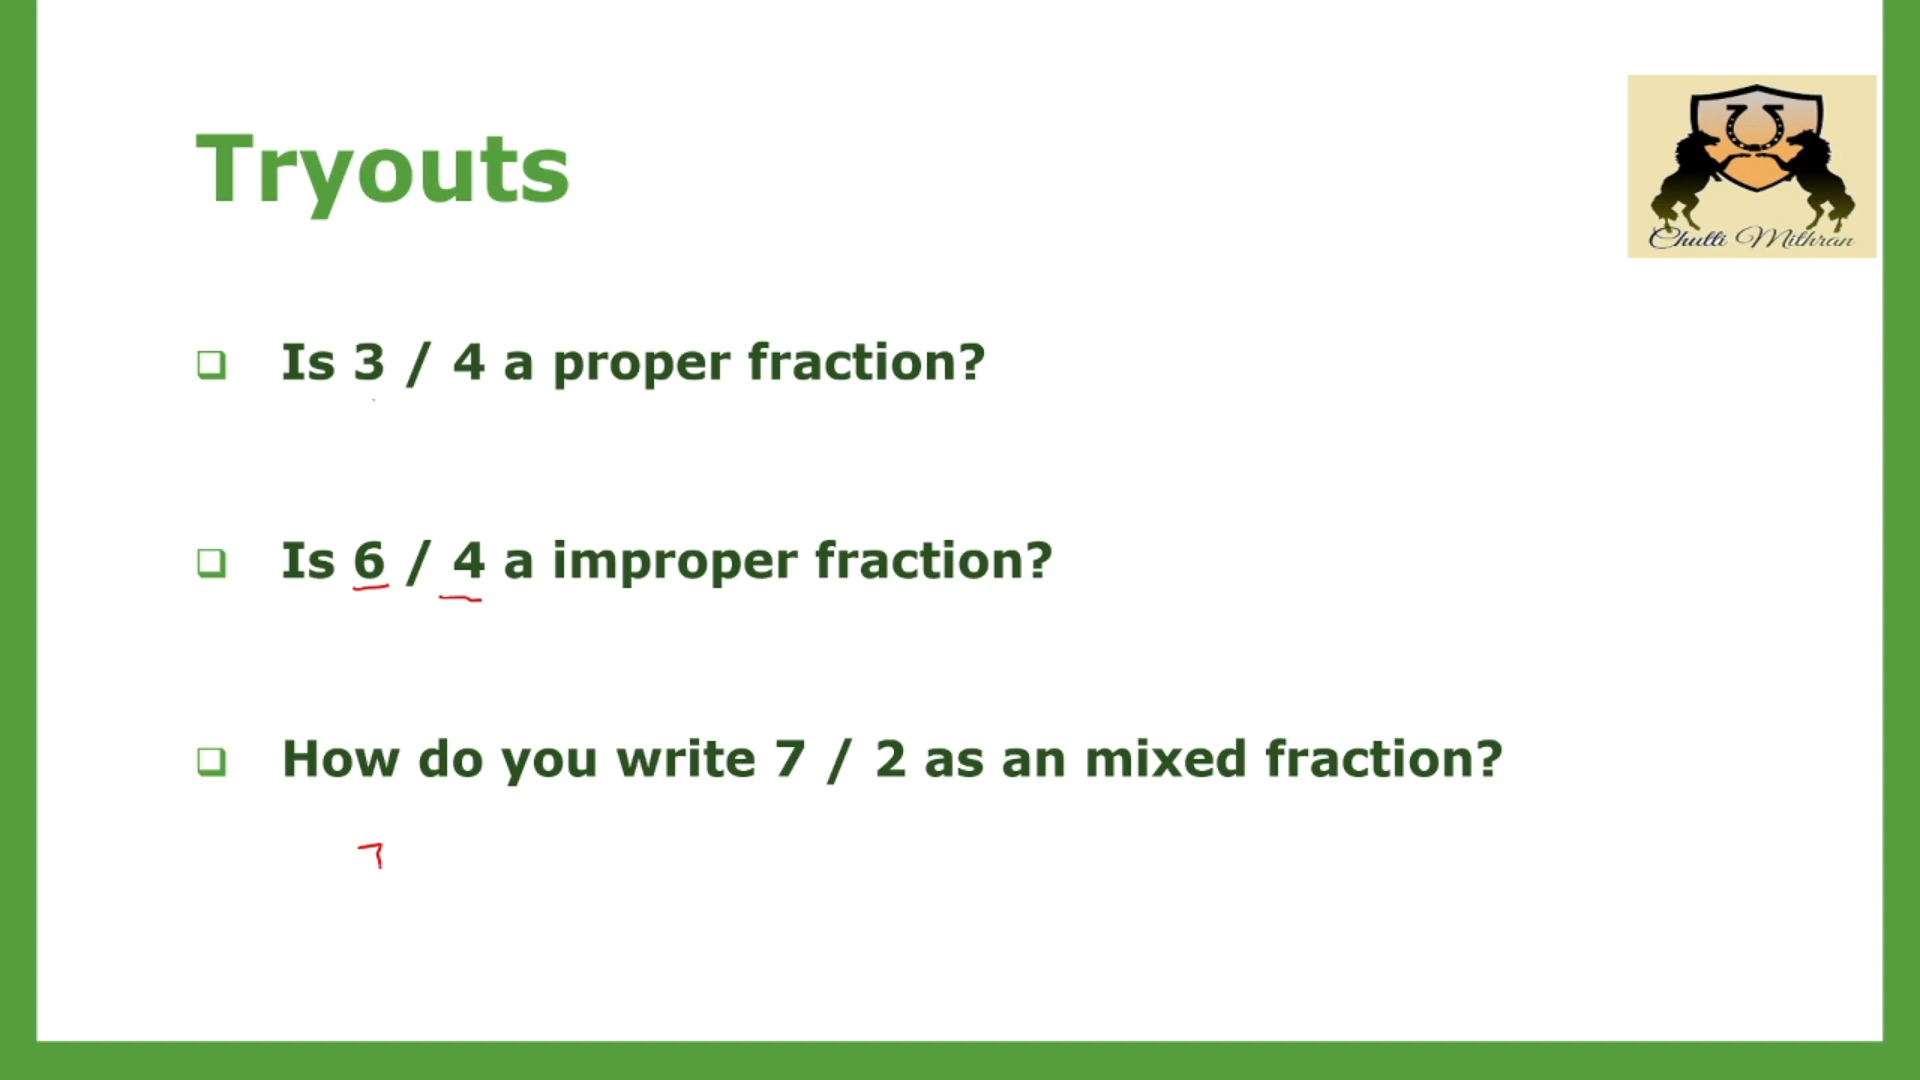 Tryouts
Chutti Mithran
Is 3 / 4 a proper fraction?
Is 6 / 4 a improper fraction?
How do you write 7 / 2 as an mixed fraction?
7